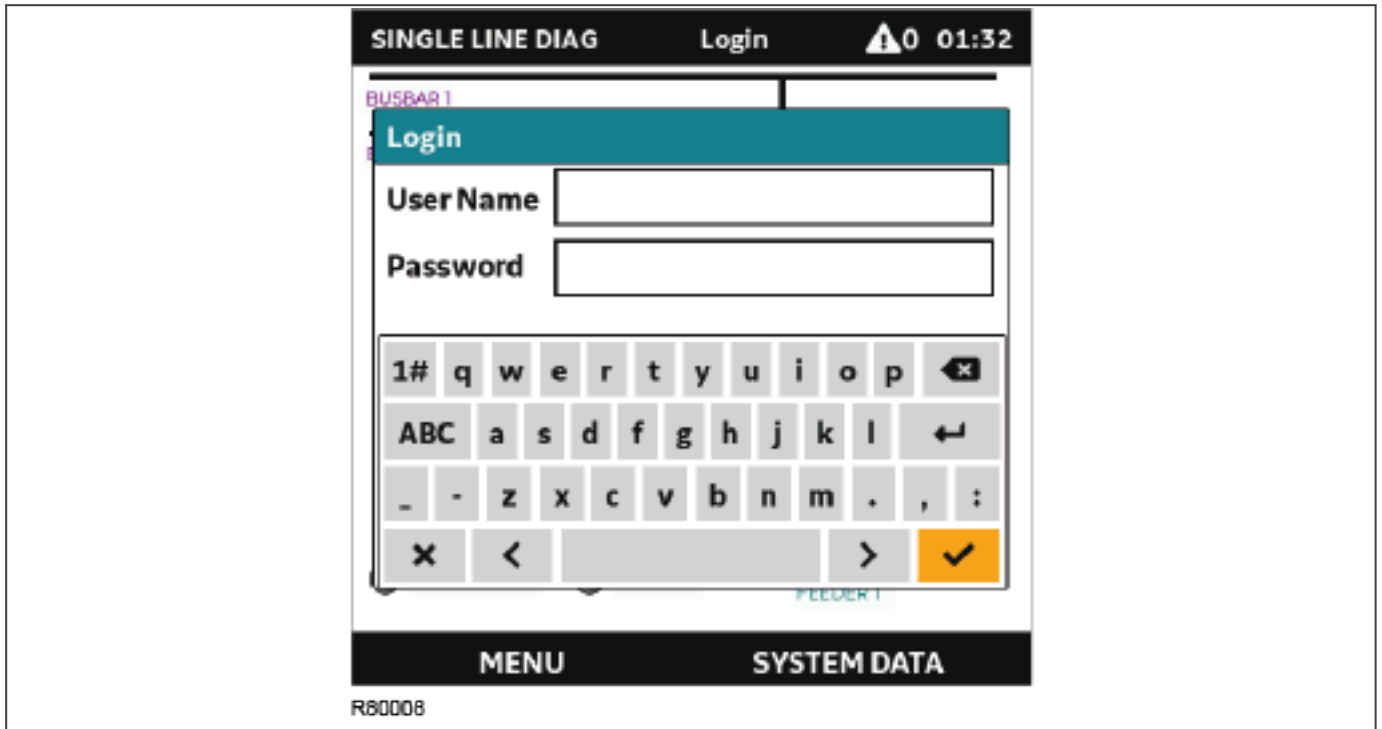 SINGLE LINE DIAG Login 0 01:32
BUSBAR 1
Login
User Name
Password
1# q w e r t y u i o p
ABC a s d f g h j k l
_ - z x c v b n m . , :
< >
FEEDER 1
MENU SYSTEM DATA
R80008